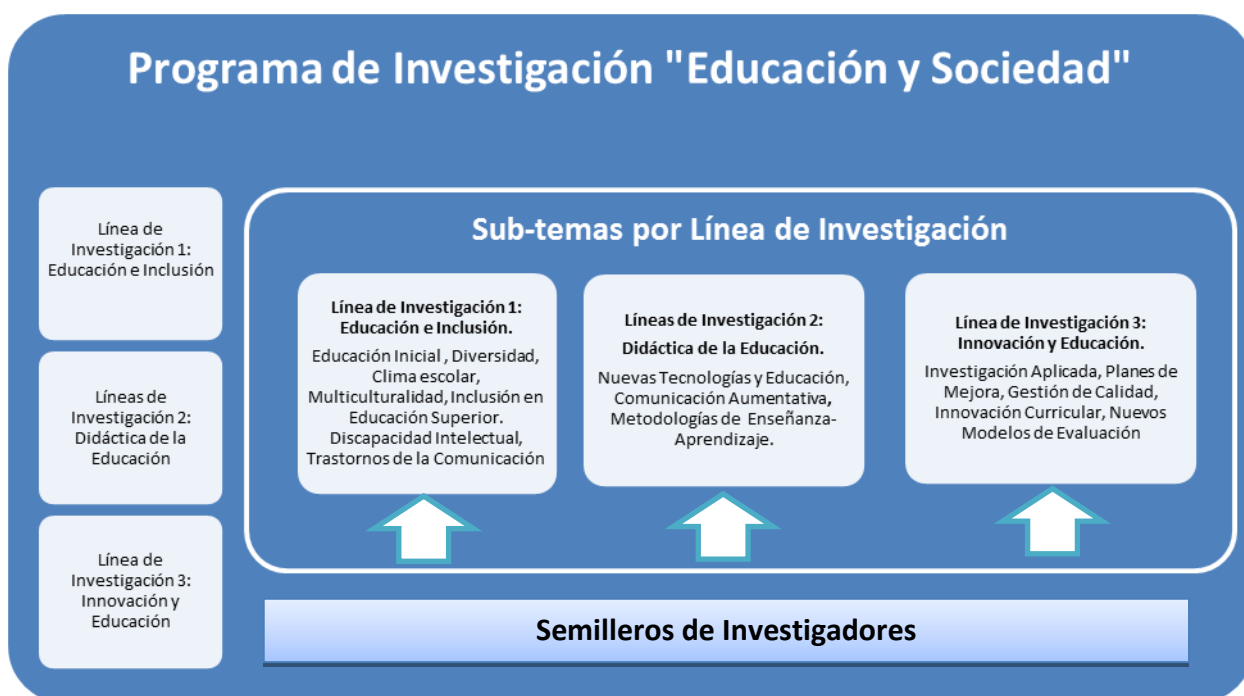 Programa de Investigación "Educación y Sociedad"
Línea de
Investigación 1:
Educación e Inclusión
Líneas de
Investigación 2:
Didáctica de la
Educación
Línea de
Investigación 3:
Innovación y
Educación
Sub-temas por Línea de Investigación
Línea de Investigación 1:
Educación e Inclusión.
Educación Inicial , Diversidad,
Clima escolar,
Multiculturalidad, Inclusión en
Educación Superior.
Discapacidad Intelectual,
Trastornos de la Comunicación
Líneas de Investigación 2:
Didáctica de la Educación.
Nuevas Tecnologías y Educación,
Comunicación Aumentativa,
Metodologías de Enseñanza-
Aprendizaje.
Línea de Investigación 3:
Innovación y Educación.
Investigación Aplicada, Planes de
Mejora, Gestión de Calidad,
Innovación Curricular, Nuevos
Modelos de Evaluación
Semilleros de Investigadores